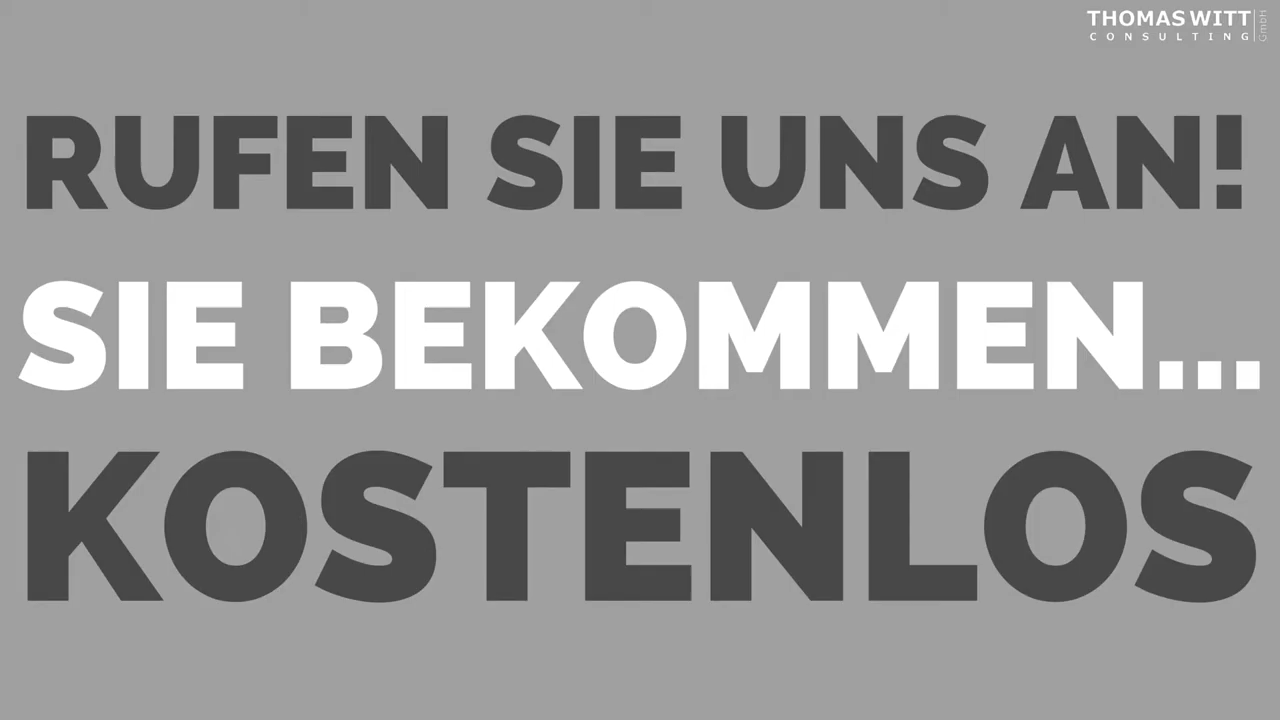 THOMAS WITT
CONSULTING GmbH
RUFEN SIE UNS AN!
SIE BEKOMMEN...
KOSTENLOS